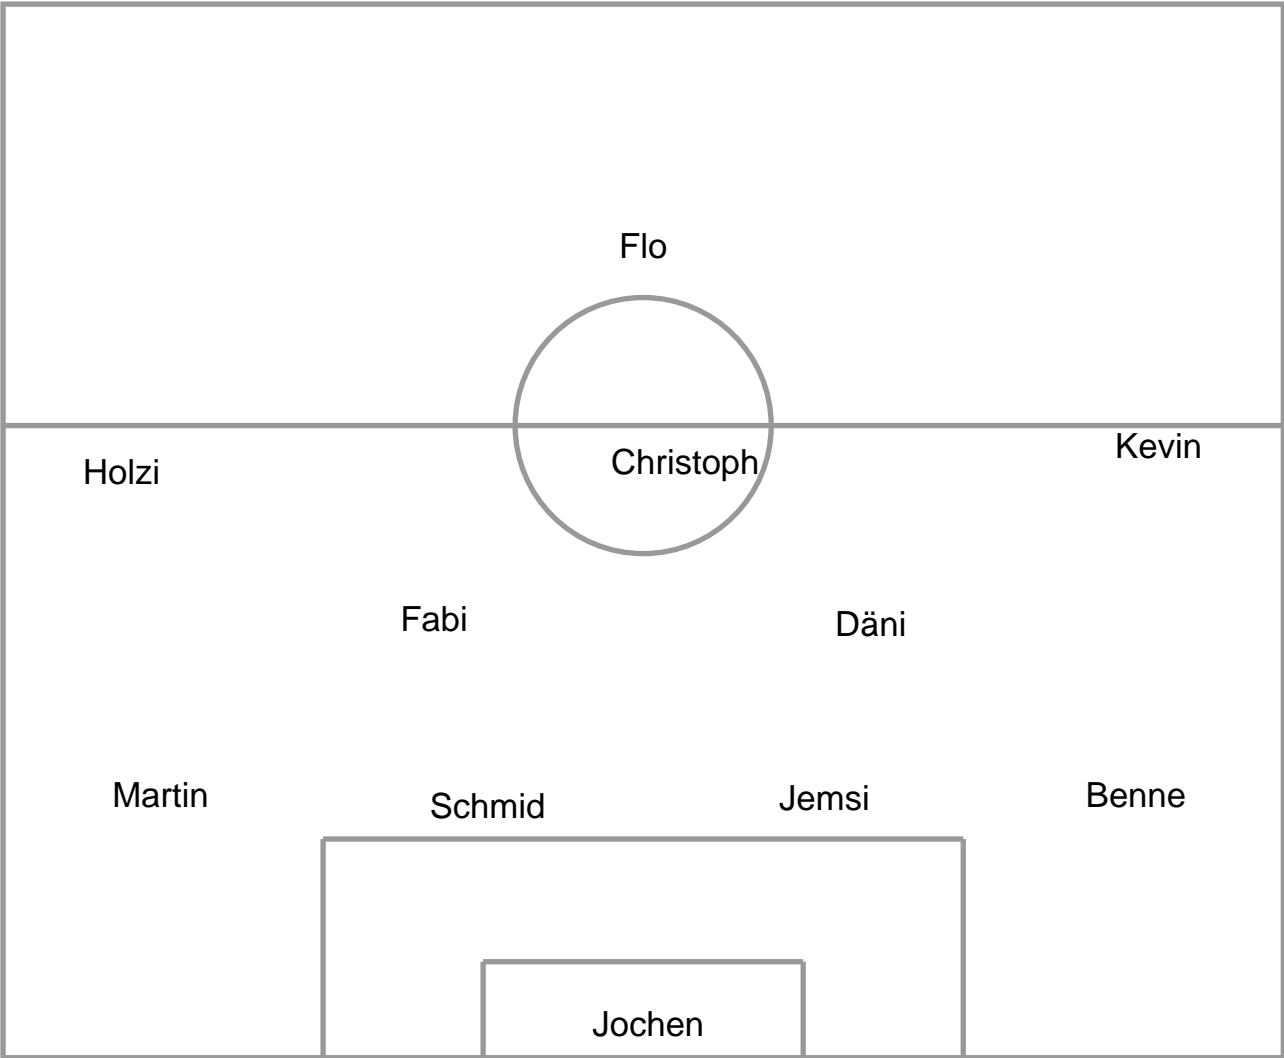 Flo
Kevin
Holzi
Christoph
Fabi
Däni
Martin
Schmid
Jemsi
Benne
Jochen